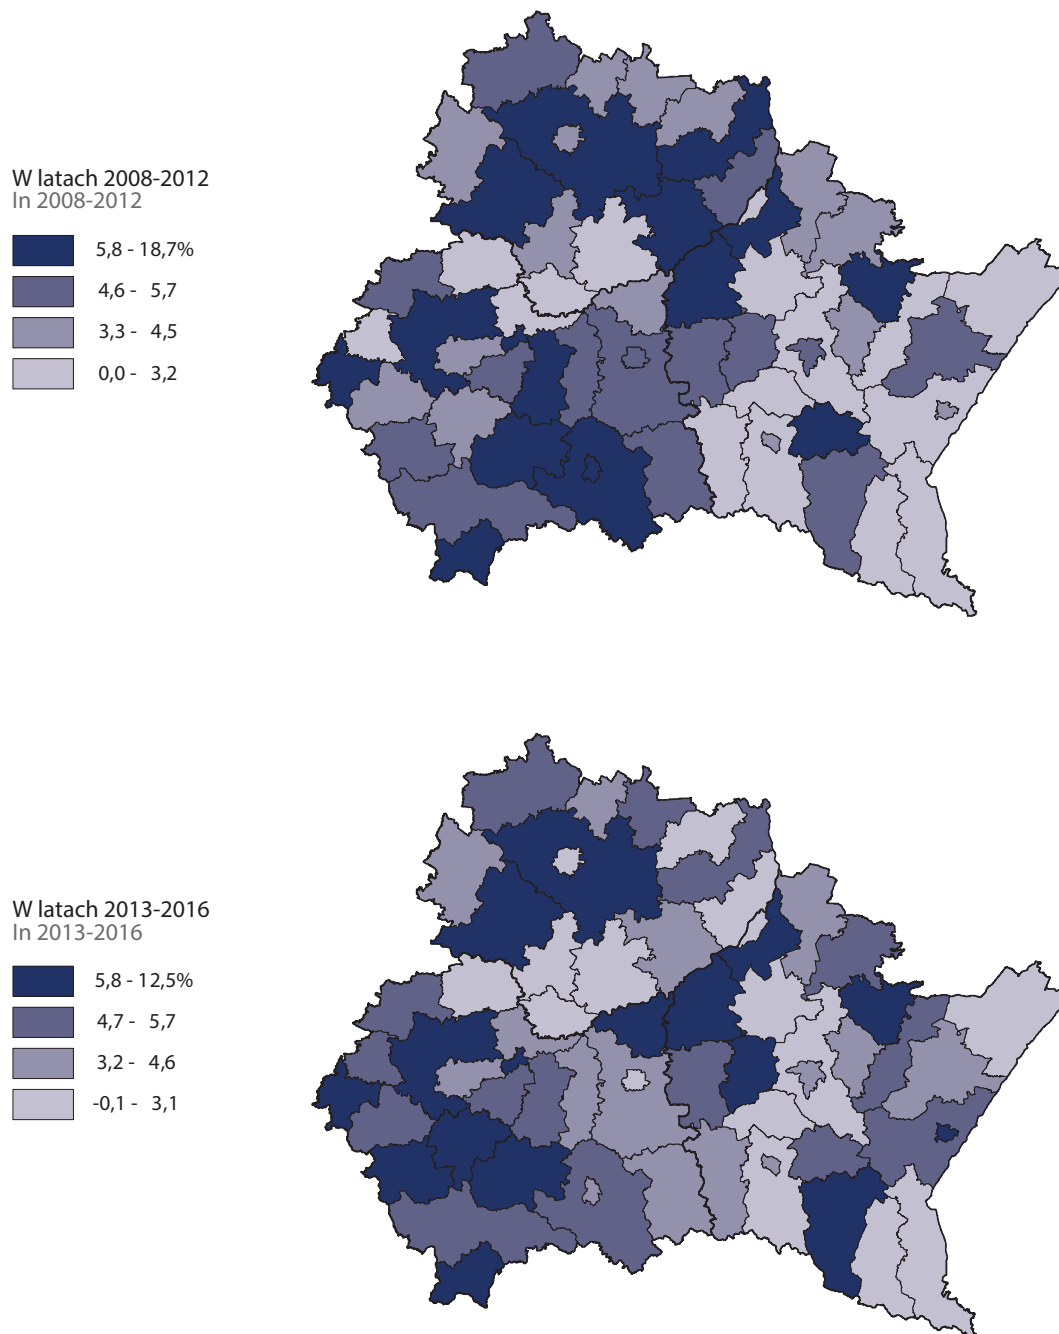 W latach 2008-2012
In 2008-2012
5,8 - 18,7%
4,6 - 5,7
3,3 - 4,5
0,0 - 3,2
W latach 2013-2016
In 2013-2016
5,8 - 12,5%
4,7 - 5,7
3,2 - 4,6
-0,1 - 3,1